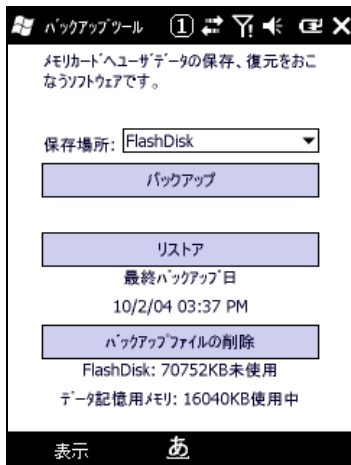 ﾊﾞｯｸｱｯﾌﾟﾂｰﾙ 1
ﾒﾓﾘｶｰﾄﾞへﾕｰｻﾞﾃﾞｰﾀの保存、復元をおこ
なうｿﾌﾄｳｪｱです。
保存場所: FlashDisk
ﾊﾞｯｸｱｯﾌﾟ
ﾘｽﾄｱ
最終ﾊﾞｯｸｱｯﾌﾟ日
10/2/04 03:37 PM
ﾊﾞｯｸｱｯﾌﾟﾌｧｲﾙの削除
FlashDisk: 70752KB未使用
ﾃﾞｰﾀ記憶用ﾒﾓﾘ: 16040KB使用中
表示 あ